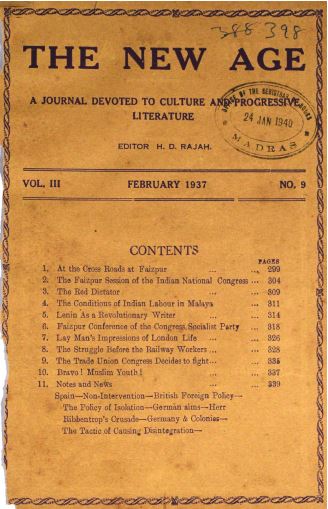 388 398
THE NEW AGE
A JOURNAL DEVOTED TO CULTURE AND PROGRESSIVE
LITERATURE
OFFICE OF THE REGISTRAR OF BOOKS
24 JAN 1940
MADRAS
EDITOR H. D. RAJAH.
VOL. III FEBRUARY 1937 NO. 9
CONTENTS
PAGES
1. At the Cross Roads at Faizpur ... ... 299
2. The Faizpur Session of the Indian National Congress ... 304
3. The Red Dictator ... ... 309
4. The Conditions of Indian Labour in Malaya ... 311
5. Lenin As a Revolutionary Writer ... 314
6. Faizpur Conference of the Congress Socialist Party ... 318
7. Lay Man's Impressions of London Life ... 326
8. The Struggle Before the Railway Workers ... ... 328
9. The Trade Union Congress Decides to fight ... ... 335
10. Bravo! Muslim Youth! ... ... 337
11. Notes and News ... ... 339
Spain—Non-Intervention—British Foreign Policy—
The Policy of Isolation—German aims—Herr
Ribbentrop's Crusade—Germany & Colonies—
The Tactic of Causing Disintegration—